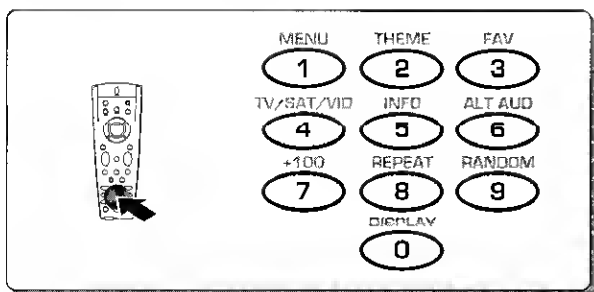 MENU THEME FAV
1 2 3
TV/SAT/VID INFO ALT AUD
4 5 6
+100 REPEAT RANDOM
7 8 9
DISPLAY
0